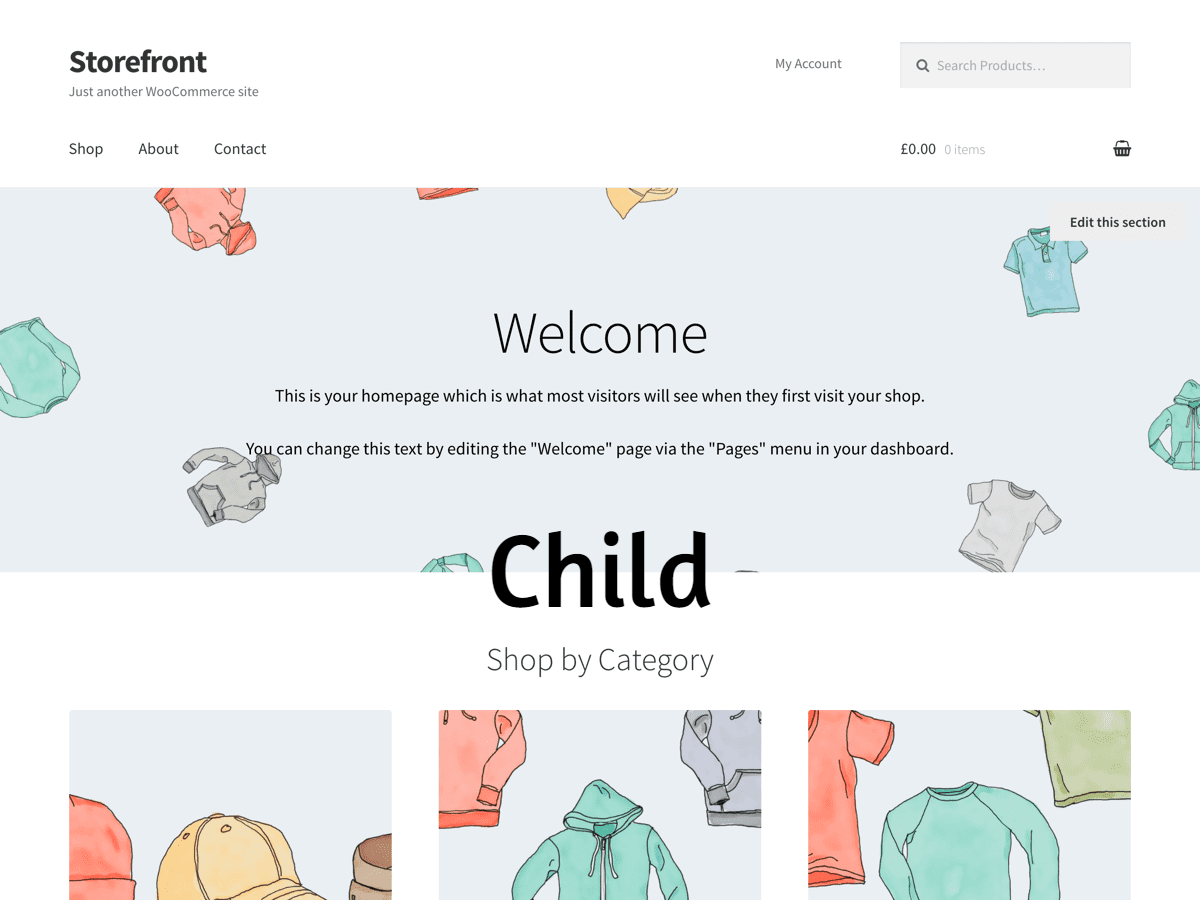 Storefront
Just another WooCommerce site
My Account
Search Products…
Shop About Contact
£0.00 0 items
Edit this section
Welcome
This is your homepage which is what most visitors will see when they first visit your shop.
You can change this text by editing the "Welcome" page via the "Pages" menu in your dashboard.
Child
Shop by Category